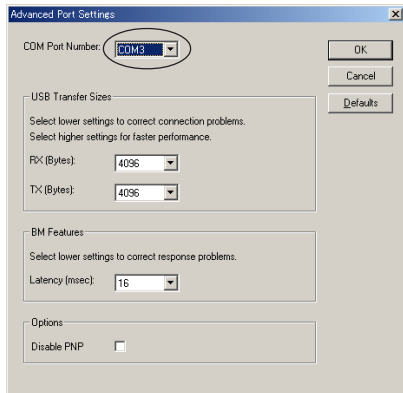 Advanced Port Settings
COM Port Number: COM3
OK
Cancel
Defaults
USB Transfer Sizes
Select lower settings to correct connection problems.
Select higher settings for faster performance.
RX (Bytes): 4096
TX (Bytes): 4096
BM Features
Select lower settings to correct response problems.
Latency (msec): 16
Options
Disable PNP